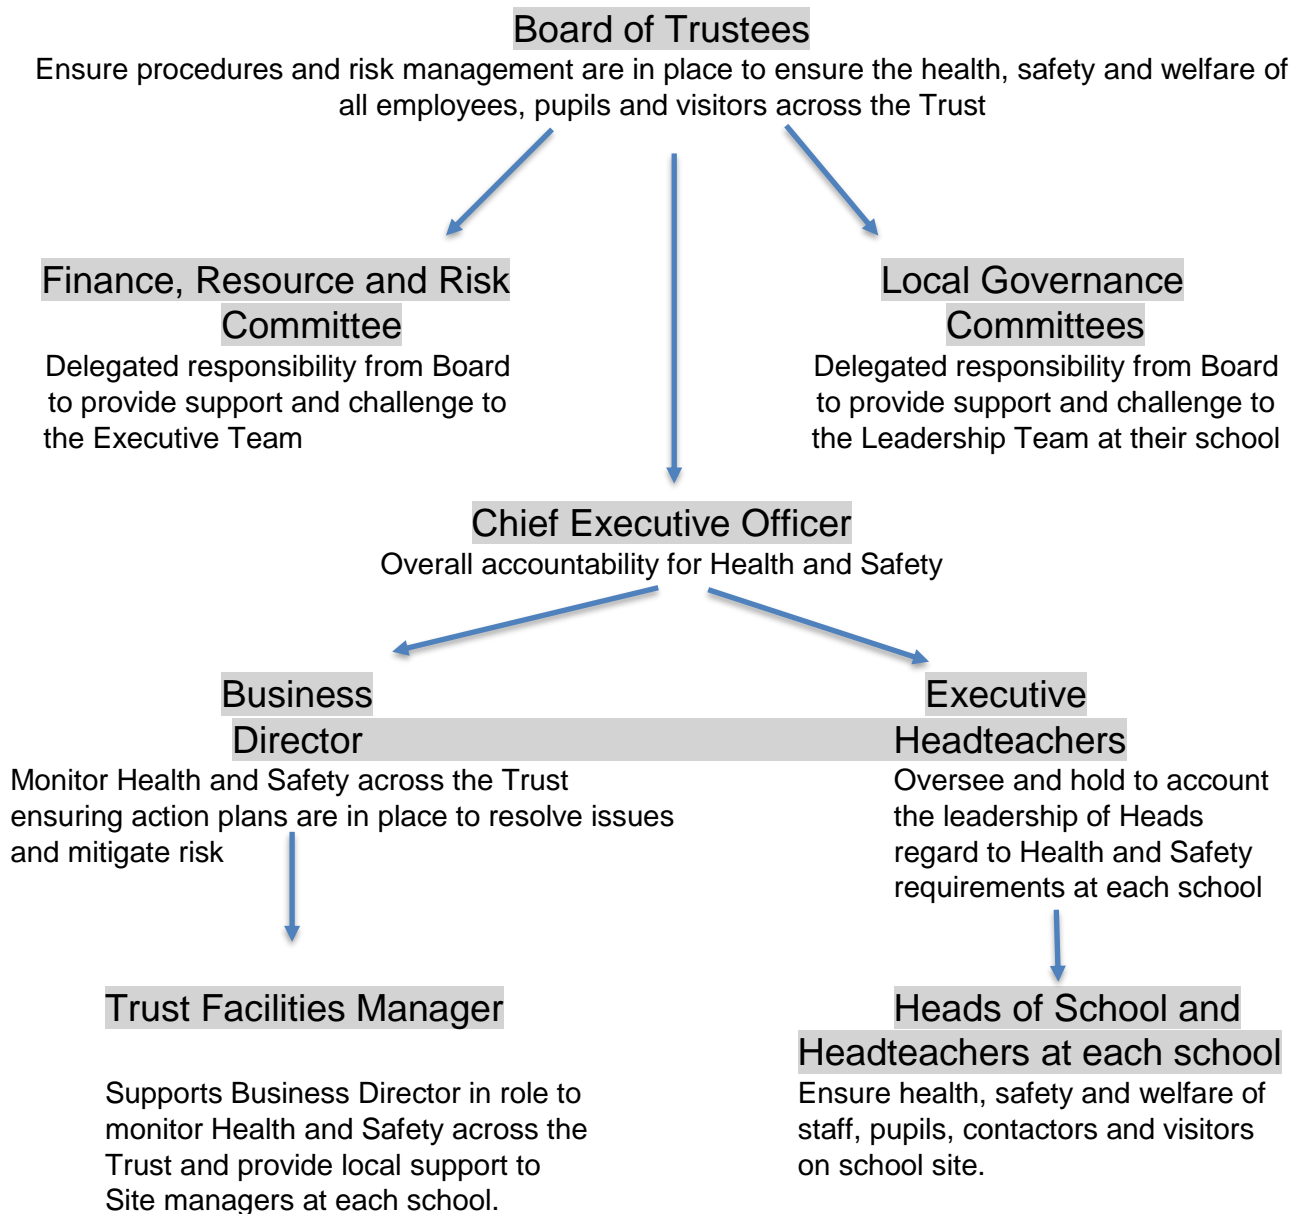 Board of Trustees
Ensure procedures and risk management are in place to ensure the health, safety and welfare of
all employees, pupils and visitors across the Trust
Finance, Resource and Risk
Committee
Delegated responsibility from Board
to provide support and challenge to
the Executive Team
Local Governance
Committees
Delegated responsibility from Board
to provide support and challenge to
the Leadership Team at their school
Chief Executive Officer
Overall accountability for Health and Safety
Business
Director
Monitor Health and Safety across the Trust
ensuring action plans are in place to resolve issues
and mitigate risk
Executive
Headteachers
Oversee and hold to account
the leadership of Heads
regard to Health and Safety
requirements at each school
Trust Facilities Manager
Supports Business Director in role to
monitor Health and Safety across the
Trust and provide local support to
Site managers at each school.
Heads of School and
Headteachers at each school
Ensure health, safety and welfare of
staff, pupils, contactors and visitors
on school site.